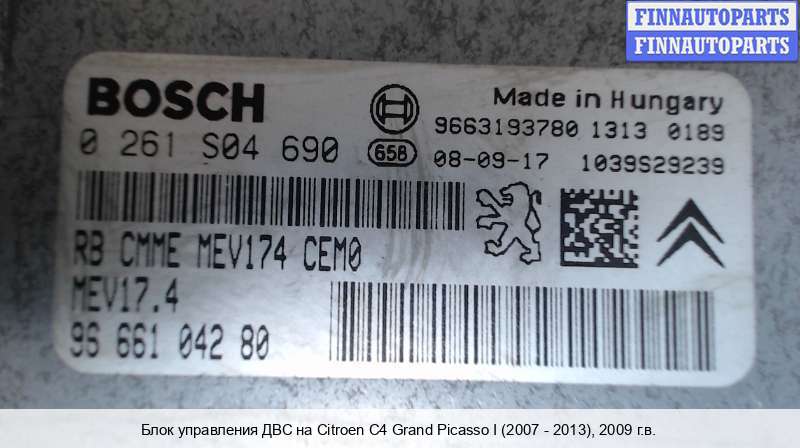 FINNAUTOPARTS
FINNAUTOPARTS
BOSCH
Made in Hungary
0 261 S04 690
9663193780 1313 0189
65B 08-09-17 1039S29239
RB CMME MEV174 CEM0
MEV17.4
96 661 042 80
Блок управления ДВС на Citroen C4 Grand Picasso I (2007 - 2013), 2009 г.в.